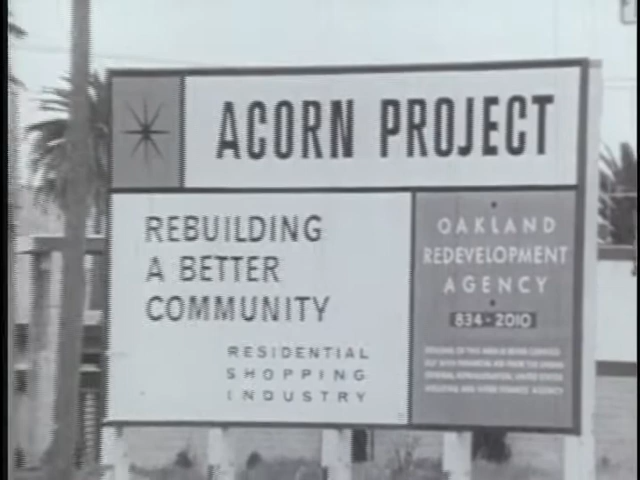 ACORN PROJECT
REBUILDING
A BETTER
COMMUNITY
RESIDENTIAL
SHOPPING
INDUSTRY
OAKLAND
REDEVELOPMENT
AGENCY
834-2010